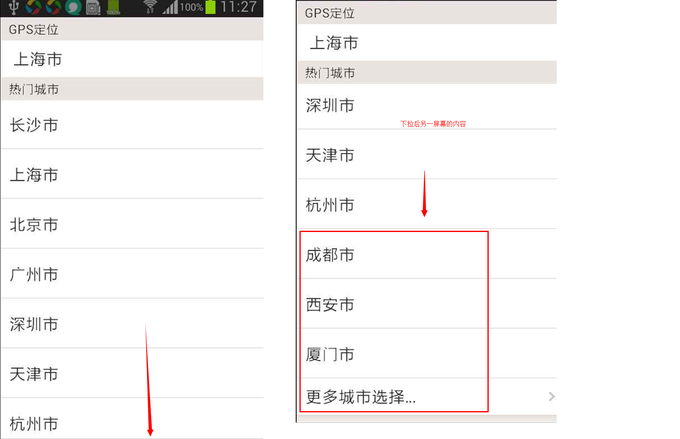 100% 11:27
GPS定位
上海市
热门城市
长沙市
上海市
北京市
广州市
深圳市
天津市
杭州市
GPS定位
上海市
热门城市
深圳市
下拉后另一屏幕的内容
天津市
杭州市
成都市
西安市
厦门市
更多城市选择...